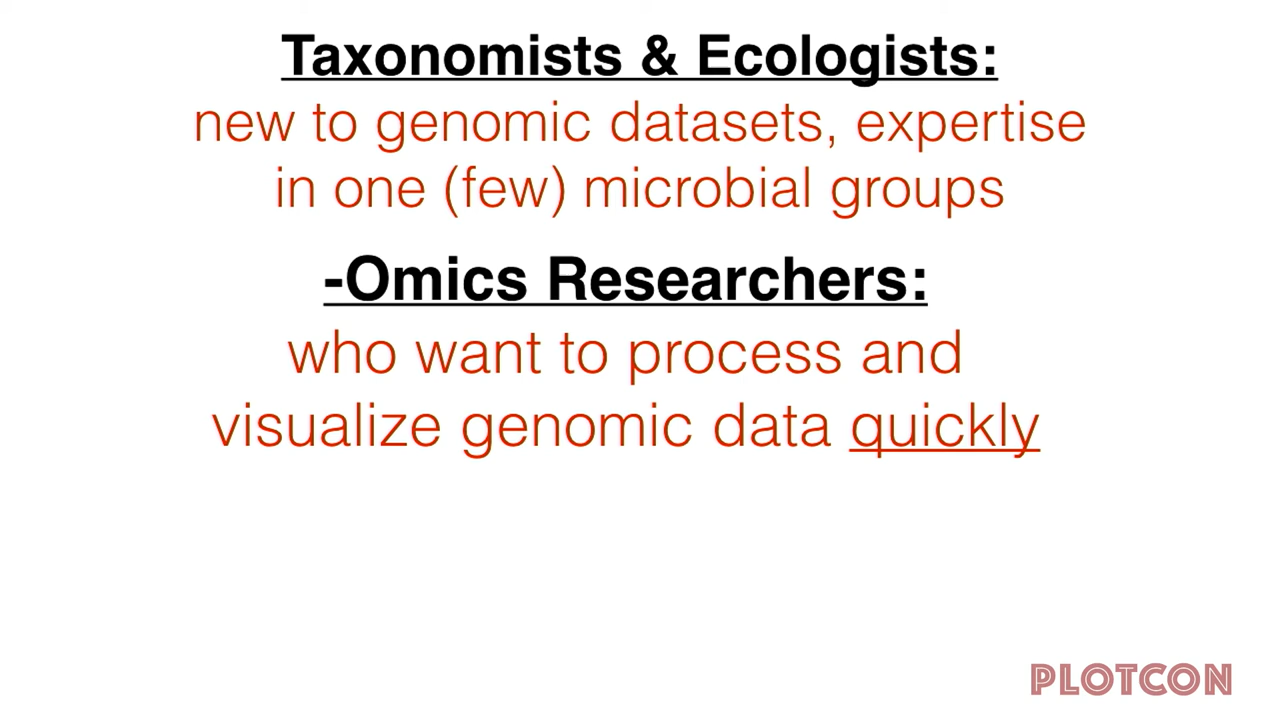 Taxonomists & Ecologists:
new to genomic datasets, expertise
in one (few) microbial groups
-Omics Researchers:
who want to process and
visualize genomic data quickly
PLOTCON